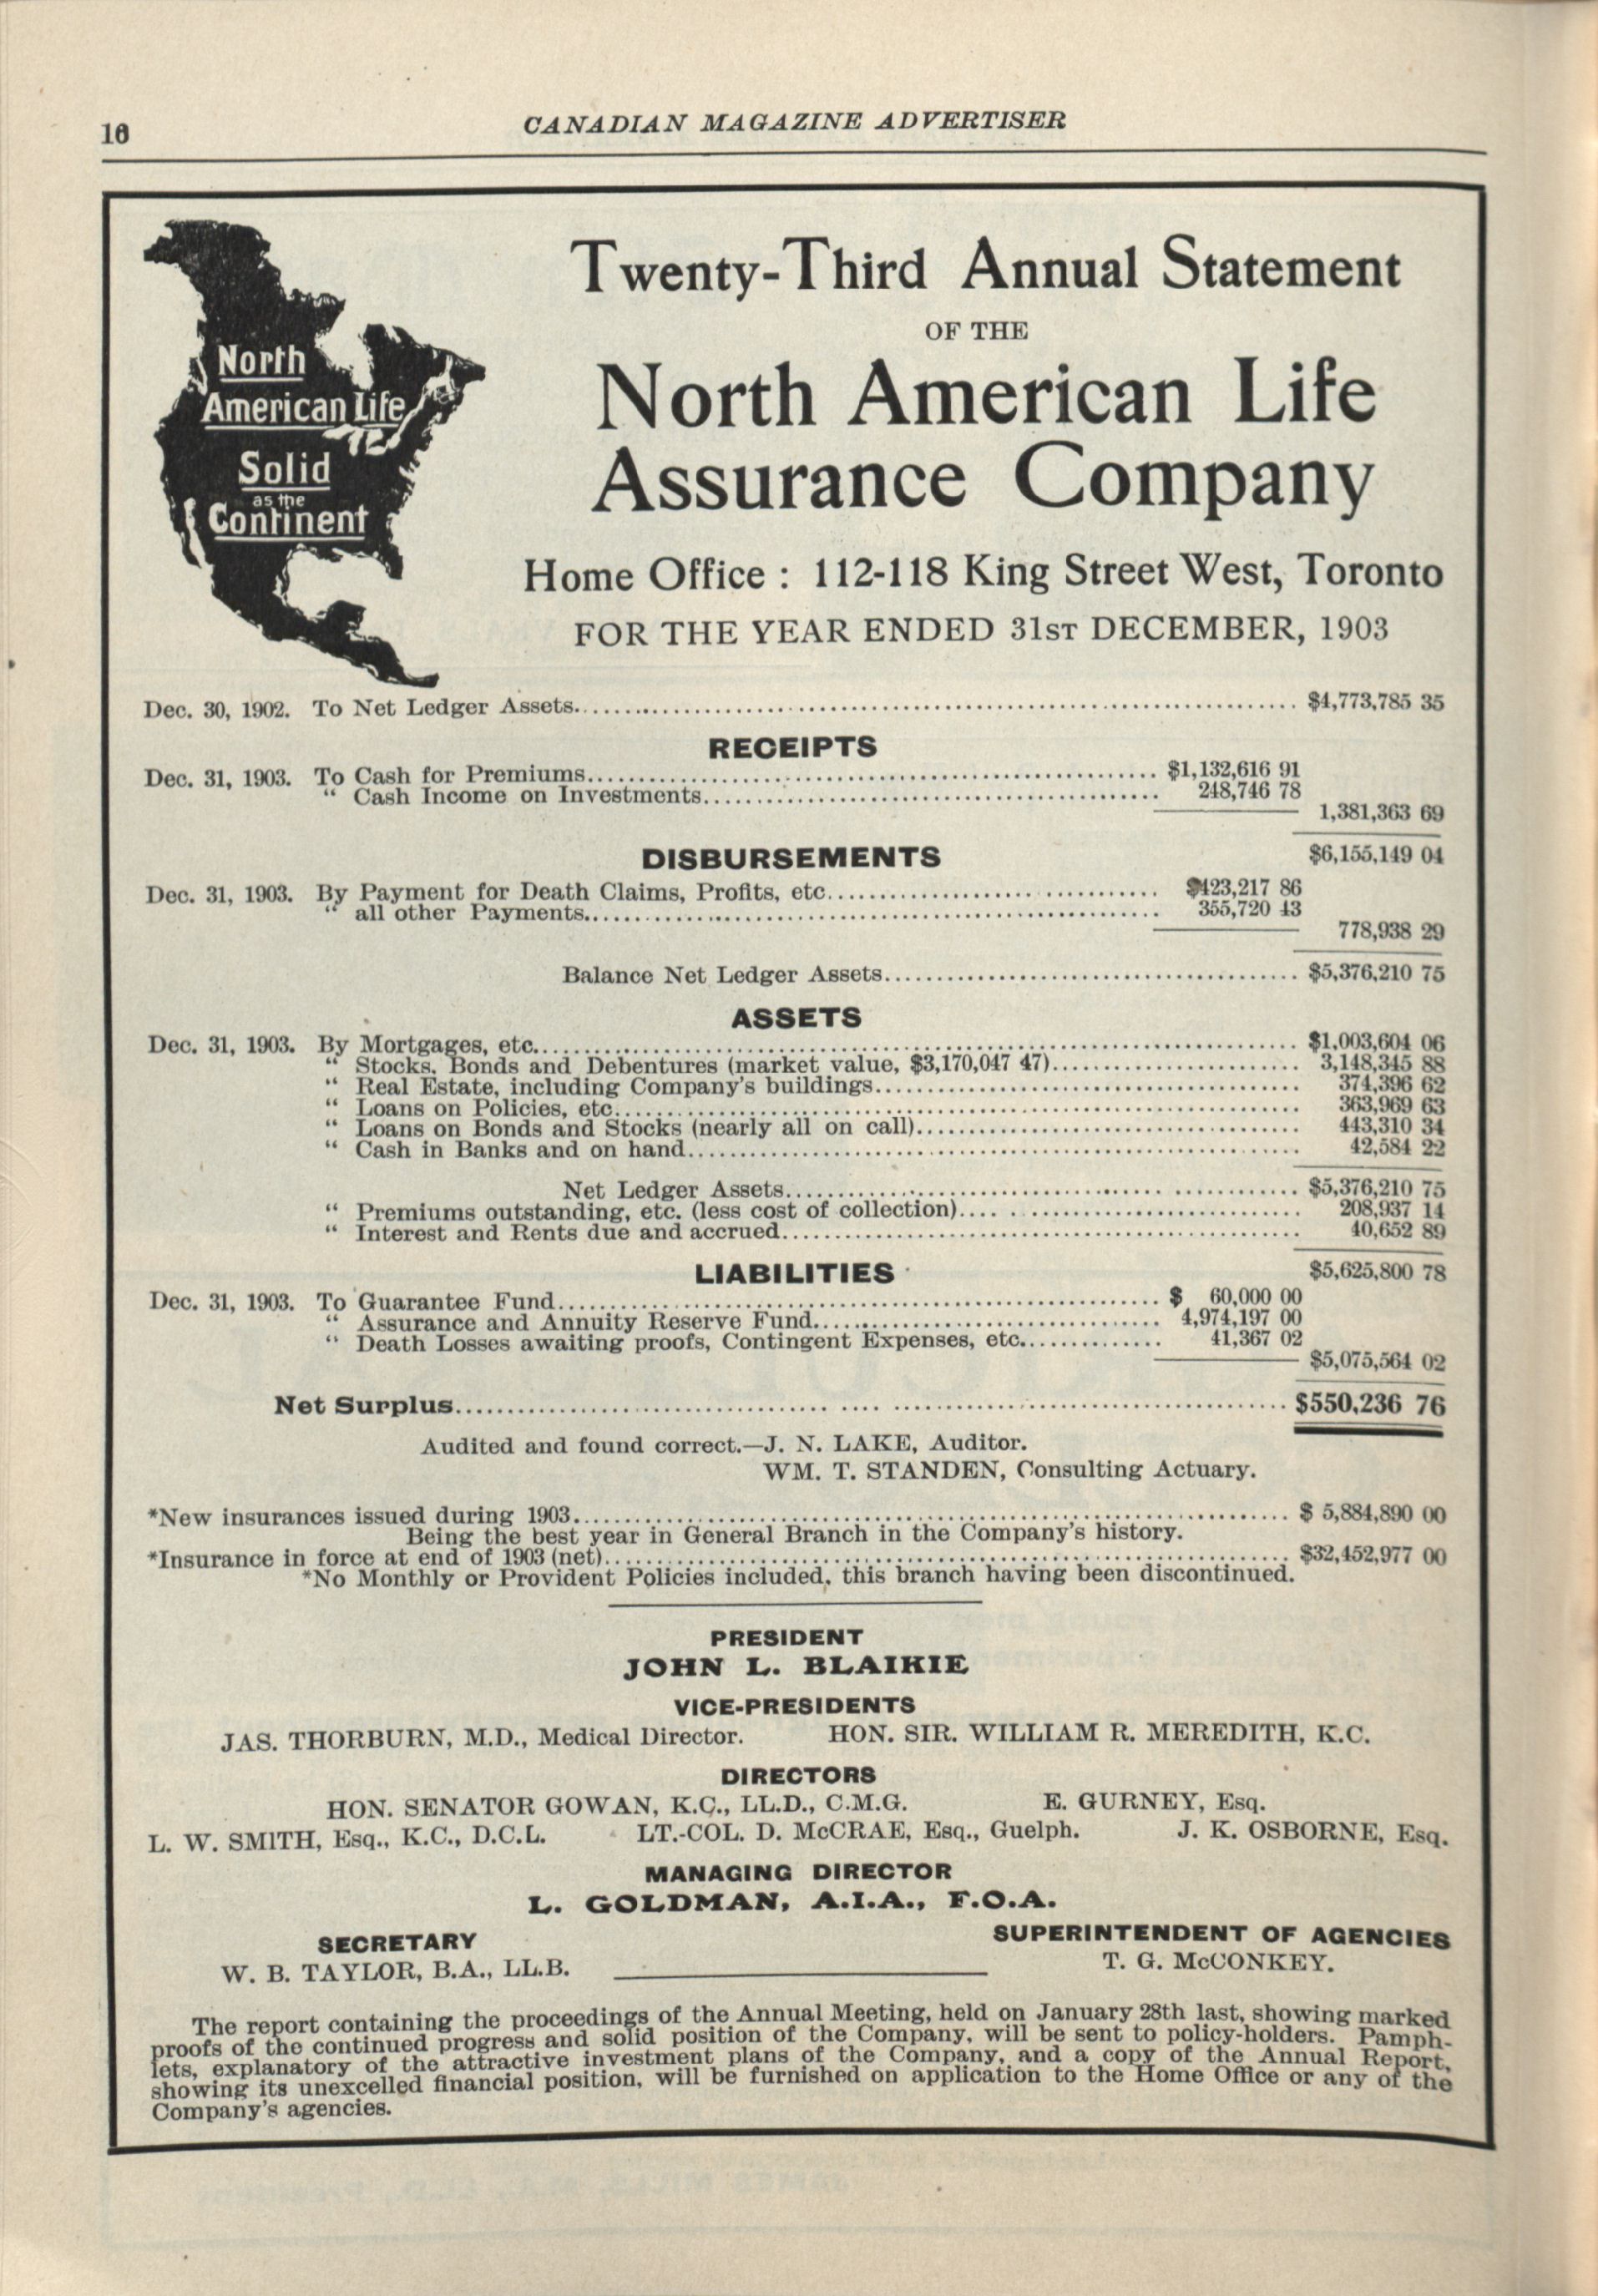 16
CANADIAN MAGAZINE ADVERTISER
North
American Life
Solid
as the
Continent
Twenty-Third Annual Statement
OF THE
North American Life
Assurance Company
Home Office : 112-118 King Street West, Toronto
FOR THE YEAR ENDED 31ST DECEMBER, 1903
Dec. 30, 1902. To Net Ledger Assets........ $4,773,785 35
RECEIPTS
Dec. 31, 1903. To Cash for Premiums........ $1,132,616 91
“ Cash Income on Investments........ 248,746 78
1,381,363 69
$6,155,149 04
DISBURSEMENTS
Dec. 31, 1903. By Payment for Death Claims, Profits, etc........ $423,217 86
“ all other Payments........ 355,720 43
778,938 29
Balance Net Ledger Assets........ $5,376,210 75
ASSETS
Dec. 31, 1903. By Mortgages, etc........ $1,003,604 06
“ Stocks, Bonds and Debentures (market value, $3,170,047 47)........ 3,148,345 88
“ Real Estate, including Company's buildings........ 374,396 62
“ Loans on Policies, etc........ 363,969 63
“ Loans on Bonds and Stocks (nearly all on call)........ 443,310 34
“ Cash in Banks and on hand........ 42,584 22
Net Ledger Assets........ $5,376,210 75
“ Premiums outstanding, etc. (less cost of collection)........ 208,937 14
“ Interest and Rents due and accrued........ 40,652 89
$5,625,800 78
LIABILITIES
Dec. 31, 1903. To Guarantee Fund........ $ 60,000 00
“ Assurance and Annuity Reserve Fund........ 4,974,197 00
“ Death Losses awaiting proofs, Contingent Expenses, etc........ 41,367 02
$5,075,564 02
Net Surplus........ $550,236 76
Audited and found correct.—J. N. LAKE, Auditor.
WM. T. STANDEN, Consulting Actuary.
*New insurances issued during 1903........ $ 5,884,890 00
Being the best year in General Branch in the Company's history.
*Insurance in force at end of 1903 (net)........ $32,452,977 00
*No Monthly or Provident Policies included, this branch having been discontinued.
PRESIDENT
JOHN L. BLAIKIE
VICE-PRESIDENTS
JAS. THORBURN, M.D., Medical Director. HON. SIR. WILLIAM R. MEREDITH, K.C.
DIRECTORS
HON. SENATOR GOWAN, K.C., LL.D., C.M.G. E. GURNEY, Esq.
L. W. SMITH, Esq., K.C., D.C.L. LT.-COL. D. McCRAE, Esq., Guelph. J. K. OSBORNE, Esq.
MANAGING DIRECTOR
L. GOLDMAN, A.I.A., F.O.A.
SECRETARY SUPERINTENDENT OF AGENCIES
W. B. TAYLOR, B.A., LL.B. T. G. McCONKEY.
The report containing the proceedings of the Annual Meeting, held on January 28th last, showing marked
proofs of the continued progress and solid position of the Company, will be sent to policy-holders. Pamph-
lets, explanatory of the attractive investment plans of the Company, and a copy of the Annual Report,
showing its unexcelled financial position, will be furnished on application to the Home Office or any of the
Company's agencies.